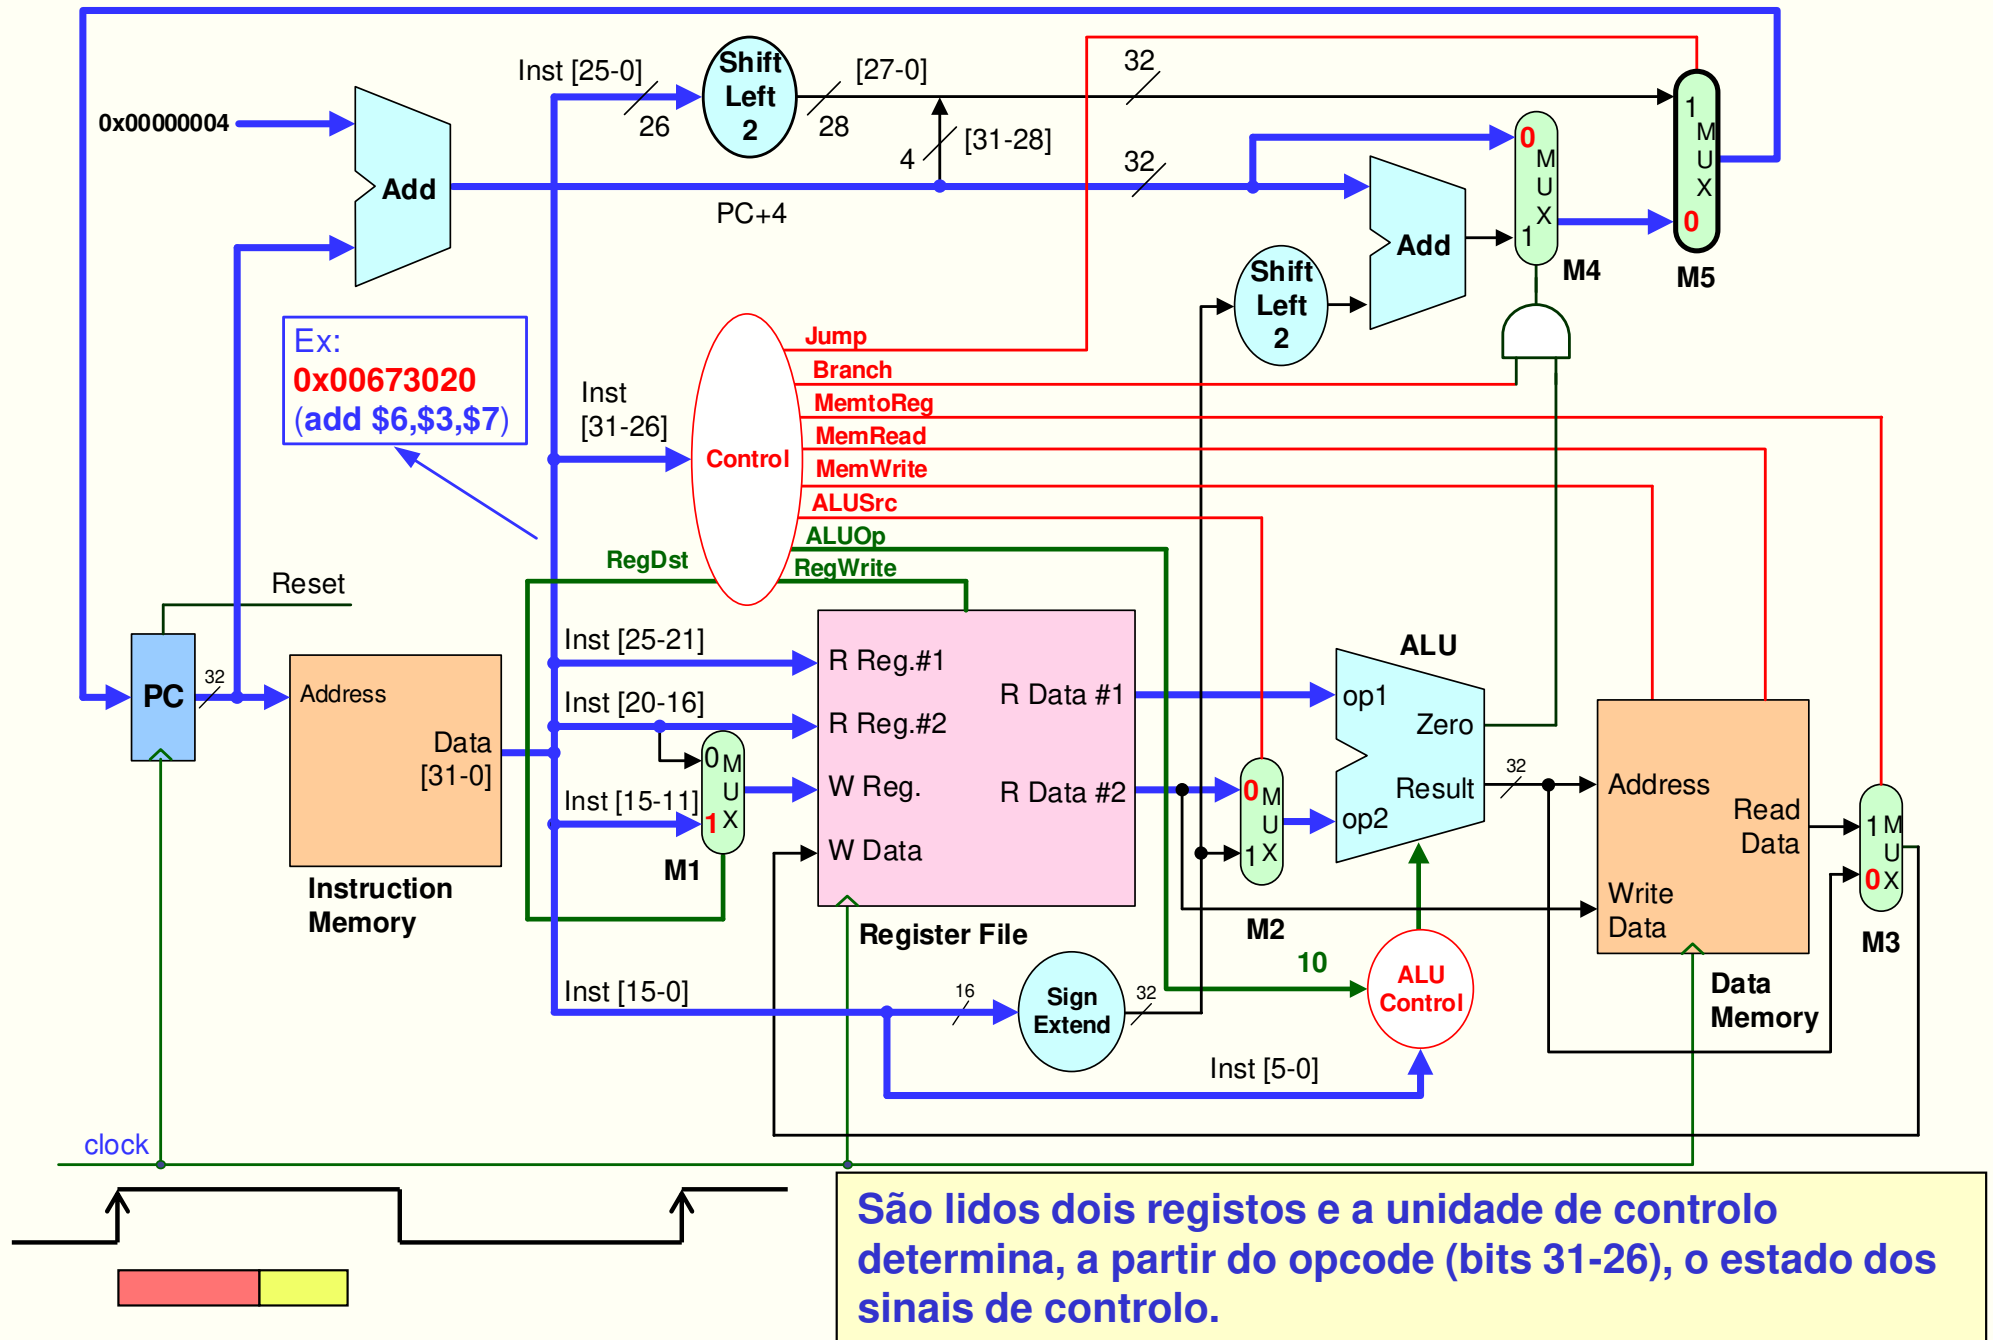 Inst [25-0]
26
Shift
Left
2
28
[27-0]
32
4
[31-28]
0x00000004
Add
PC+4
32
1
M
U
X
0
M5
0
M
U
X
1
M4
Add
Shift
Left
2
Ex:
0x00673020
(add $6,$3,$7)
Inst
[31-26]
Control
Jump
Branch
MemtoReg
MemRead
MemWrite
ALUSrc
ALUOp
RegDst
RegWrite
Reset
PC
32
Address
Data
[31-0]
Instruction
Memory
Inst [25-21]
Inst [20-16]
Inst [15-11]
0
M
U
1 X
M1
R Reg.#1
R Reg.#2
W Reg.
W Data
R Data #1
R Data #2
Register File
0
M
U
1 X
M2
ALU
op1
Zero
Result
op2
32
Address
Read
Data
Write
Data
Data
Memory
1 M
U
0 X
M3
10
ALU
Control
Inst [15-0]
16
Sign
Extend
32
Inst [5-0]
clock
São lidos dois registos e a unidade de controlo
determina, a partir do opcode (bits 31-26), o estado dos
sinais de controlo.